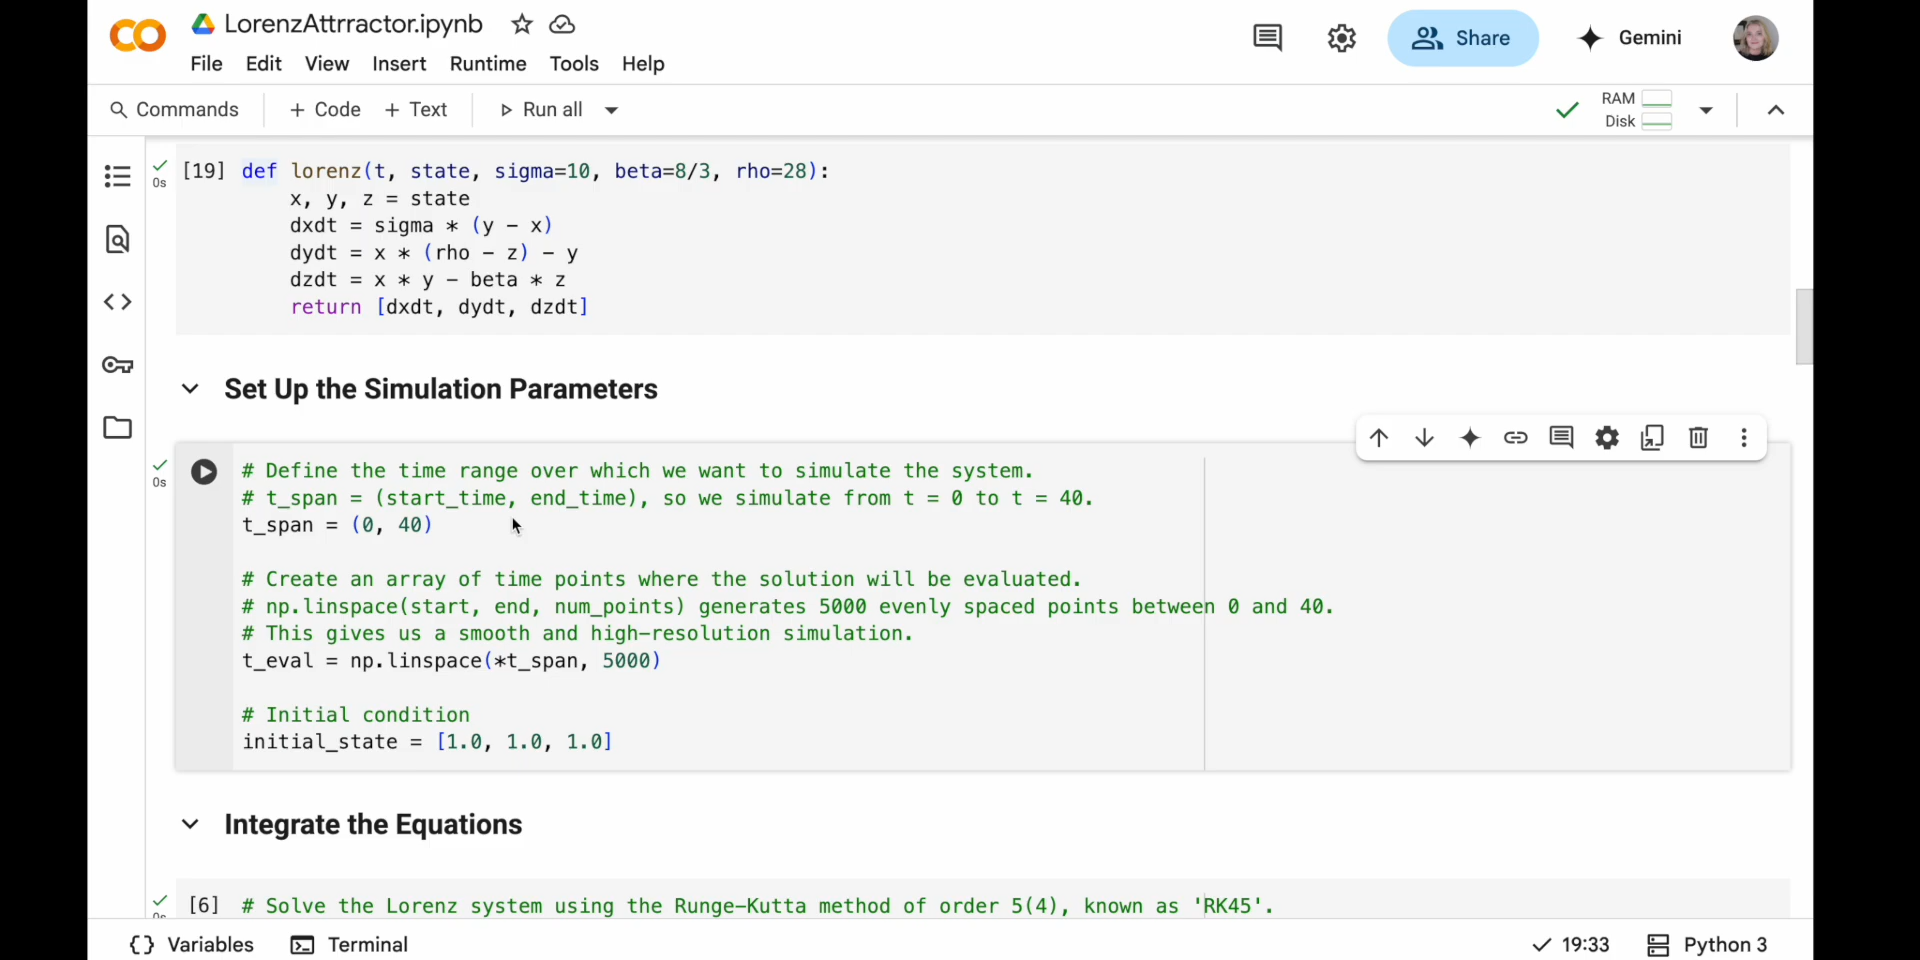 LorenzAttrractor.ipynb
File Edit View Insert Runtime Tools Help
Share
Gemini
Commands + Code + Text Run all
RAM
Disk
0s
[19] def lorenz(t, state, sigma=10, beta=8/3, rho=28):
x, y, z = state
dxdt = sigma * (y - x)
dydt = x * (rho - z) - y
dzdt = x * y - beta * z
return [dxdt, dydt, dzdt]
Set Up the Simulation Parameters
0s
# Define the time range over which we want to simulate the system.
# t_span = (start_time, end_time), so we simulate from t = 0 to t = 40.
t_span = (0, 40)
# Create an array of time points where the solution will be evaluated.
# np.linspace(start, end, num_points) generates 5000 evenly spaced points between 0 and 40.
# This gives us a smooth and high-resolution simulation.
t_eval = np.linspace(*t_span, 5000)
# Initial condition
initial_state = [1.0, 1.0, 1.0]
Integrate the Equations
[6] # Solve the Lorenz system using the Runge-Kutta method of order 5(4), known as 'RK45'.
0s
{} Variables Terminal
19:33 Python 3